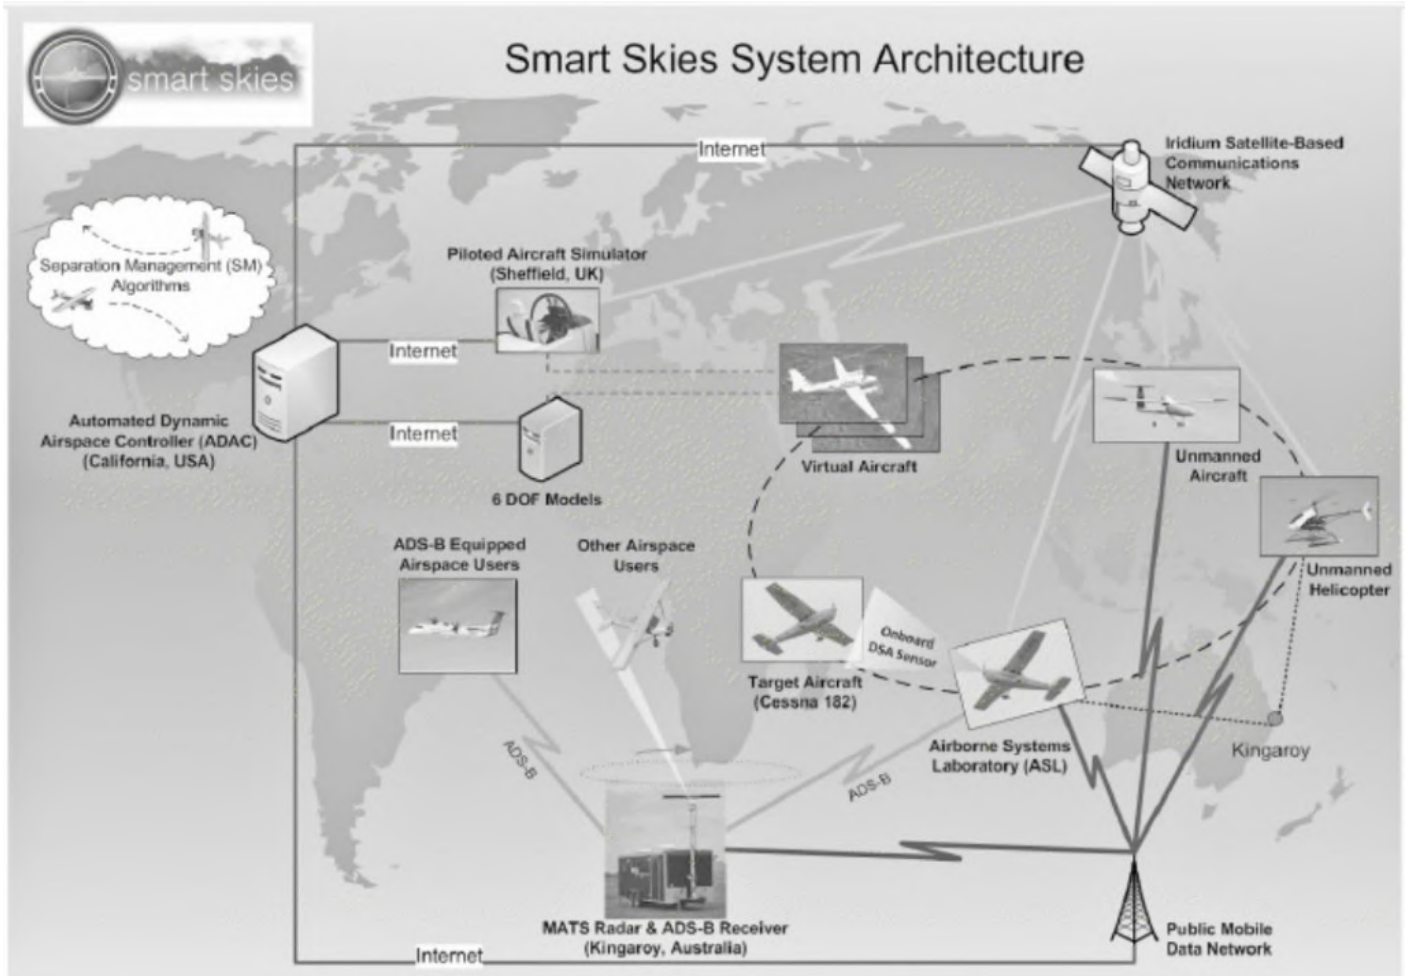 smart skies
Smart Skies System Architecture
Internet
Iridium Satellite-Based
Communications
Network
Separation Management (SM)
Algorithms
Piloted Aircraft Simulator
(Sheffield, UK)
Internet
Automated Dynamic
Airspace Controller (ADAC)
(California, USA)
Internet
6 DOF Models
Virtual Aircraft
Unmanned
Aircraft
Unmanned
Helicopter
ADS-B Equipped
Airspace Users
Other Airspace
Users
Onboard
DSA Sensor
Target Aircraft
(Cessna 182)
Airborne Systems
Laboratory (ASL)
Kingaroy
ADS-B
ADS-B
MATS Radar & ADS-B Receiver
(Kingaroy, Australia)
Public Mobile
Data Network
Internet